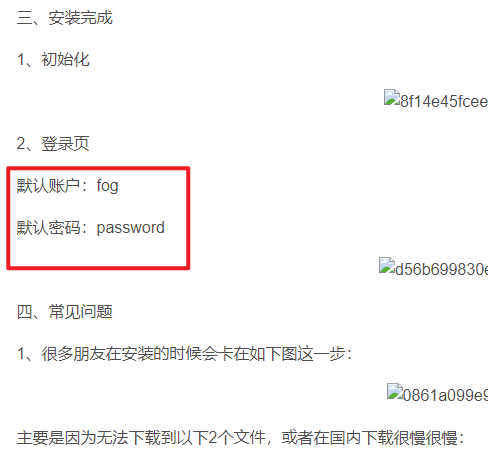 三、安装完成
1、初始化
8f14e45fcee
2、登录页
默认账户：fog
默认密码：password
d56b699830e
四、常见问题
1、很多朋友在安装的时候会卡在如下图这一步：
0861a099e9
主要是因为无法下载到以下2个文件，或者在国内下载很慢很慢：